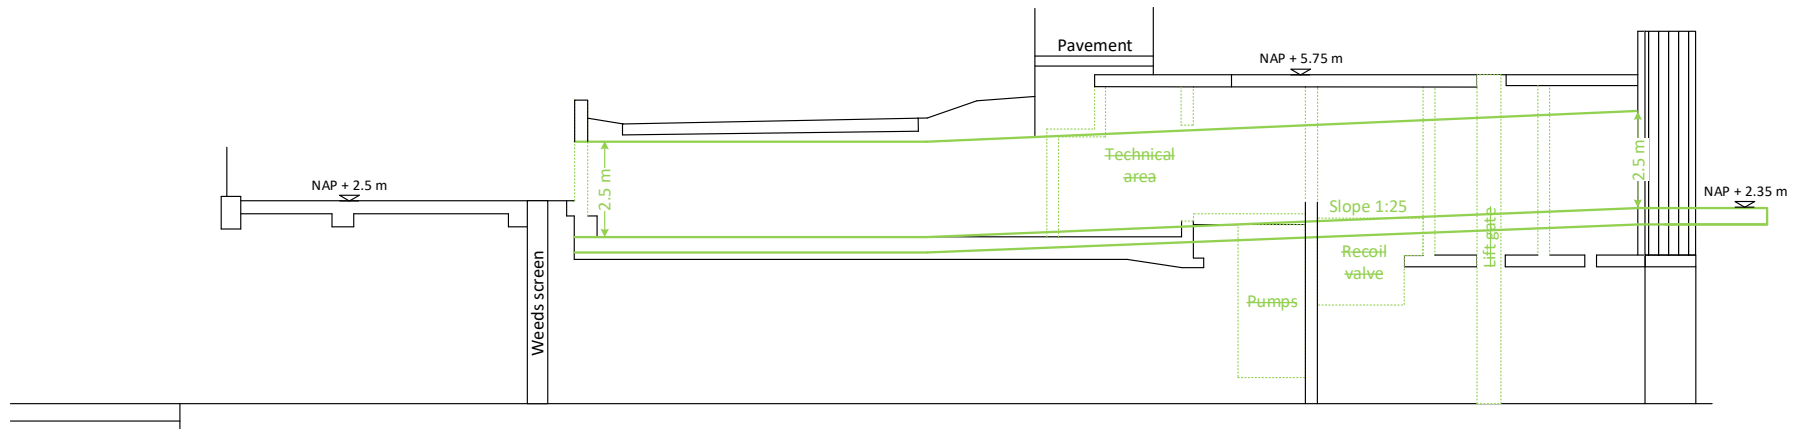 Pavement
NAP + 5.75 m
Technical
area
2.5 m
NAP + 2.5 m
2.5 m
NAP + 2.35 m
Slope 1:25
Lift gate
Recoil
valve
Pumps
Weeds screen